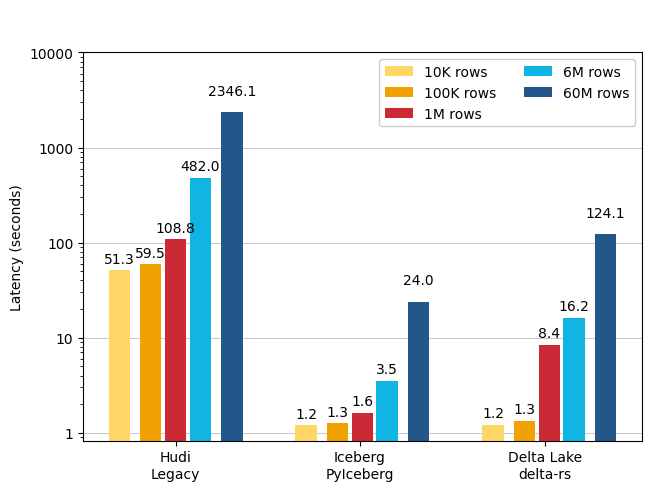 10K rows
100K rows
1M rows
6M rows
60M rows
Latency (seconds)
10000
1000
100
10
1
51.3
59.5
108.8
482.0
2346.1
1.2
1.3
1.6
3.5
24.0
1.2
1.3
8.4
16.2
124.1
Hudi
Legacy
Iceberg
PyIceberg
Delta Lake
delta-rs